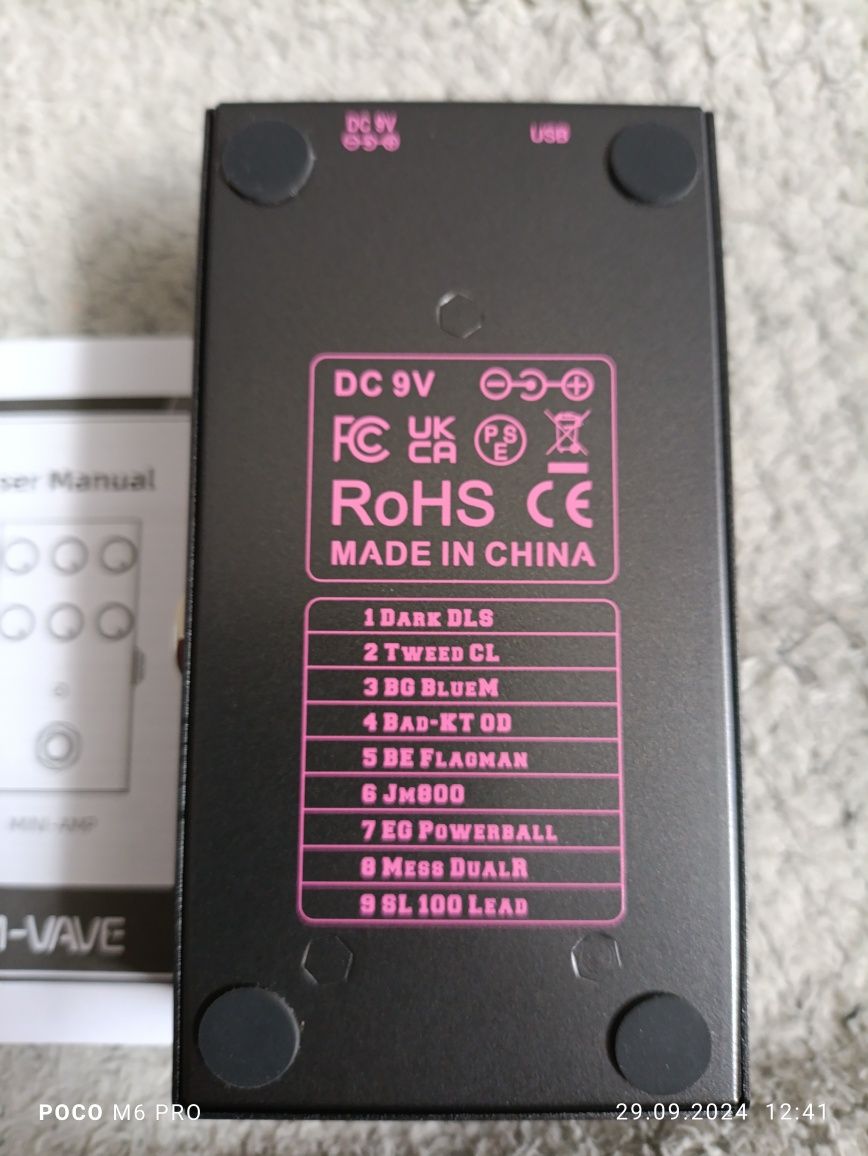 DC 9V
USB
DC 9V
FC
UK
CA
PSE
RoHS CE
MADE IN CHINA
1 DARK DLS
2 TWEED CL
3 BG BLUEM
4 BAD-KT OD
5 BE FLAGMAN
6 JM800
7 EG POWERBALL
8 MESS DUALR
9 SL 100 LEAD
ser Manual
MINI-AMP
M-VAVE
POCO M6 PRO
29.09.2024 12:41